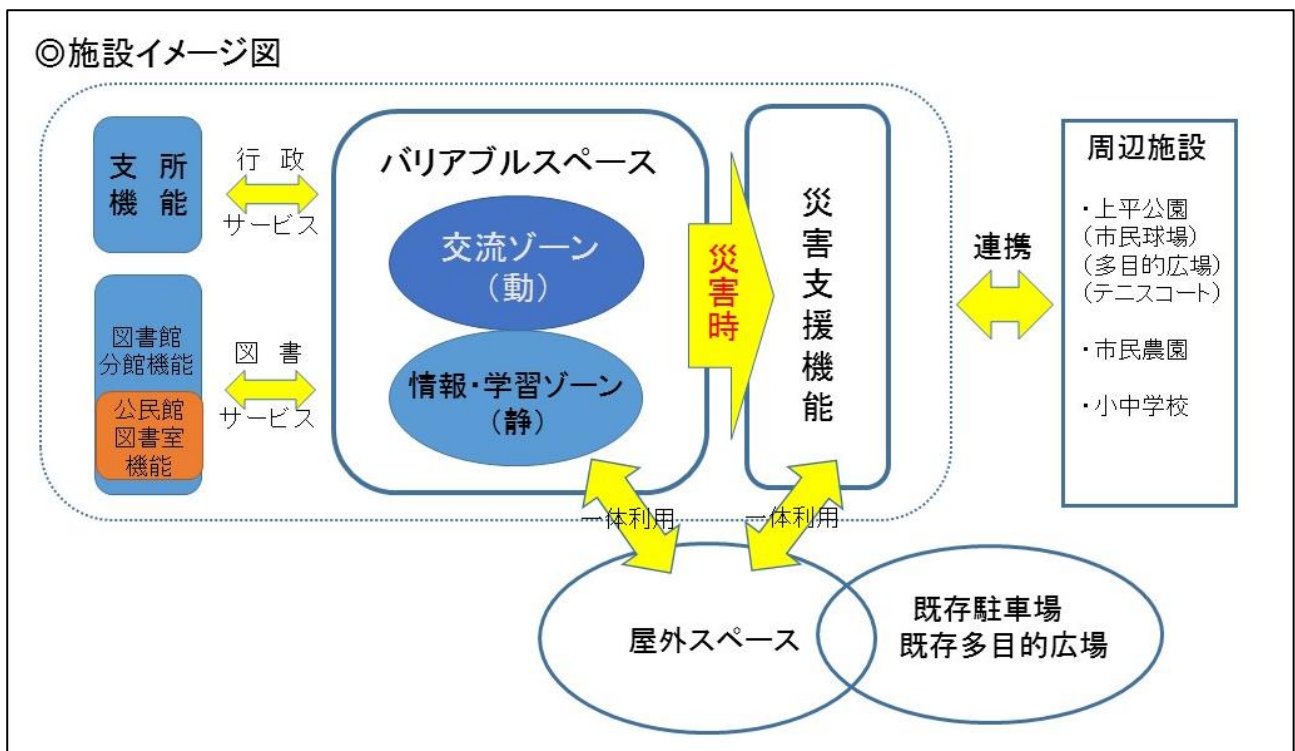 ◎施設イメージ図
支所
機能
行政
サービス
図書館
分館機能
公民館
図書室
機能
図書
サービス
バリアブルスペース
交流ゾーン
(動)
情報・学習ゾーン
(静)
災害時
災害支援機能
連携
周辺施設
・上平公園
(市民球場)
(多目的広場)
(テニスコート)
・市民農園
・小中学校
一体利用
一体利用
屋外スペース
既存駐車場
既存多目的広場